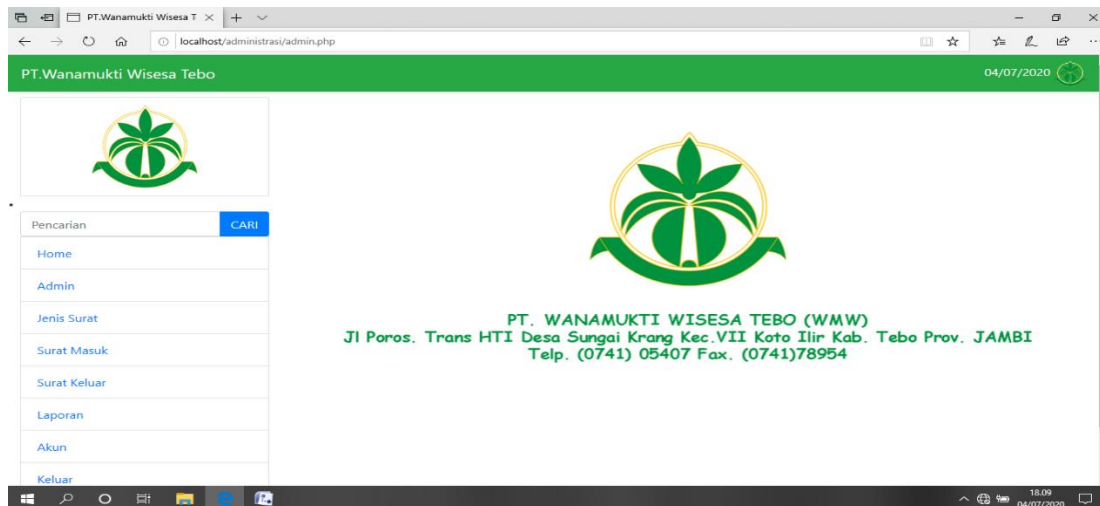 PT.Wanamukti Wisesa T
localhost/administrasi/admin.php
PT.Wanamukti Wisesa Tebo
04/07/2020
Pencarian
CARI
Home
Admin
Jenis Surat
Surat Masuk
Surat Keluar
Laporan
Akun
Keluar
PT. WANAMUKTI WISESA TEBO (WMW)
Jl Poros. Trans HTI Desa Sungai Krang Kec.VII Koto Ilir Kab. Tebo Prov. JAMBI
Telp. (0741) 05407 Fax. (0741)78954
18.09
04/07/2020